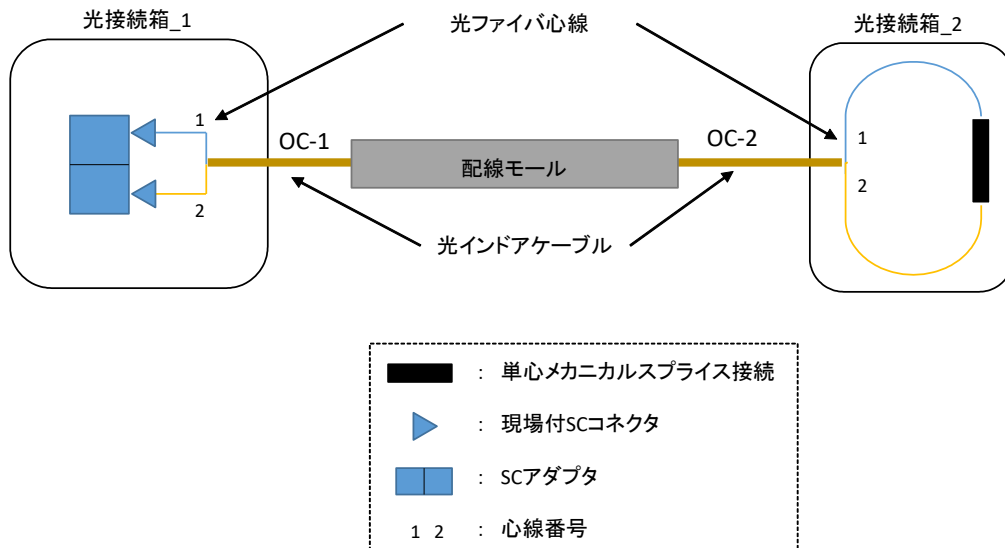 光接続箱_1
光ファイバ心線
光接続箱_2
1
OC-1
配線モール
OC-2
1
2
2
光インドアケーブル
: 単心メカニカルスプライス接続
: 現場付SCコネクタ
: SCアダプタ
1 2 : 心線番号